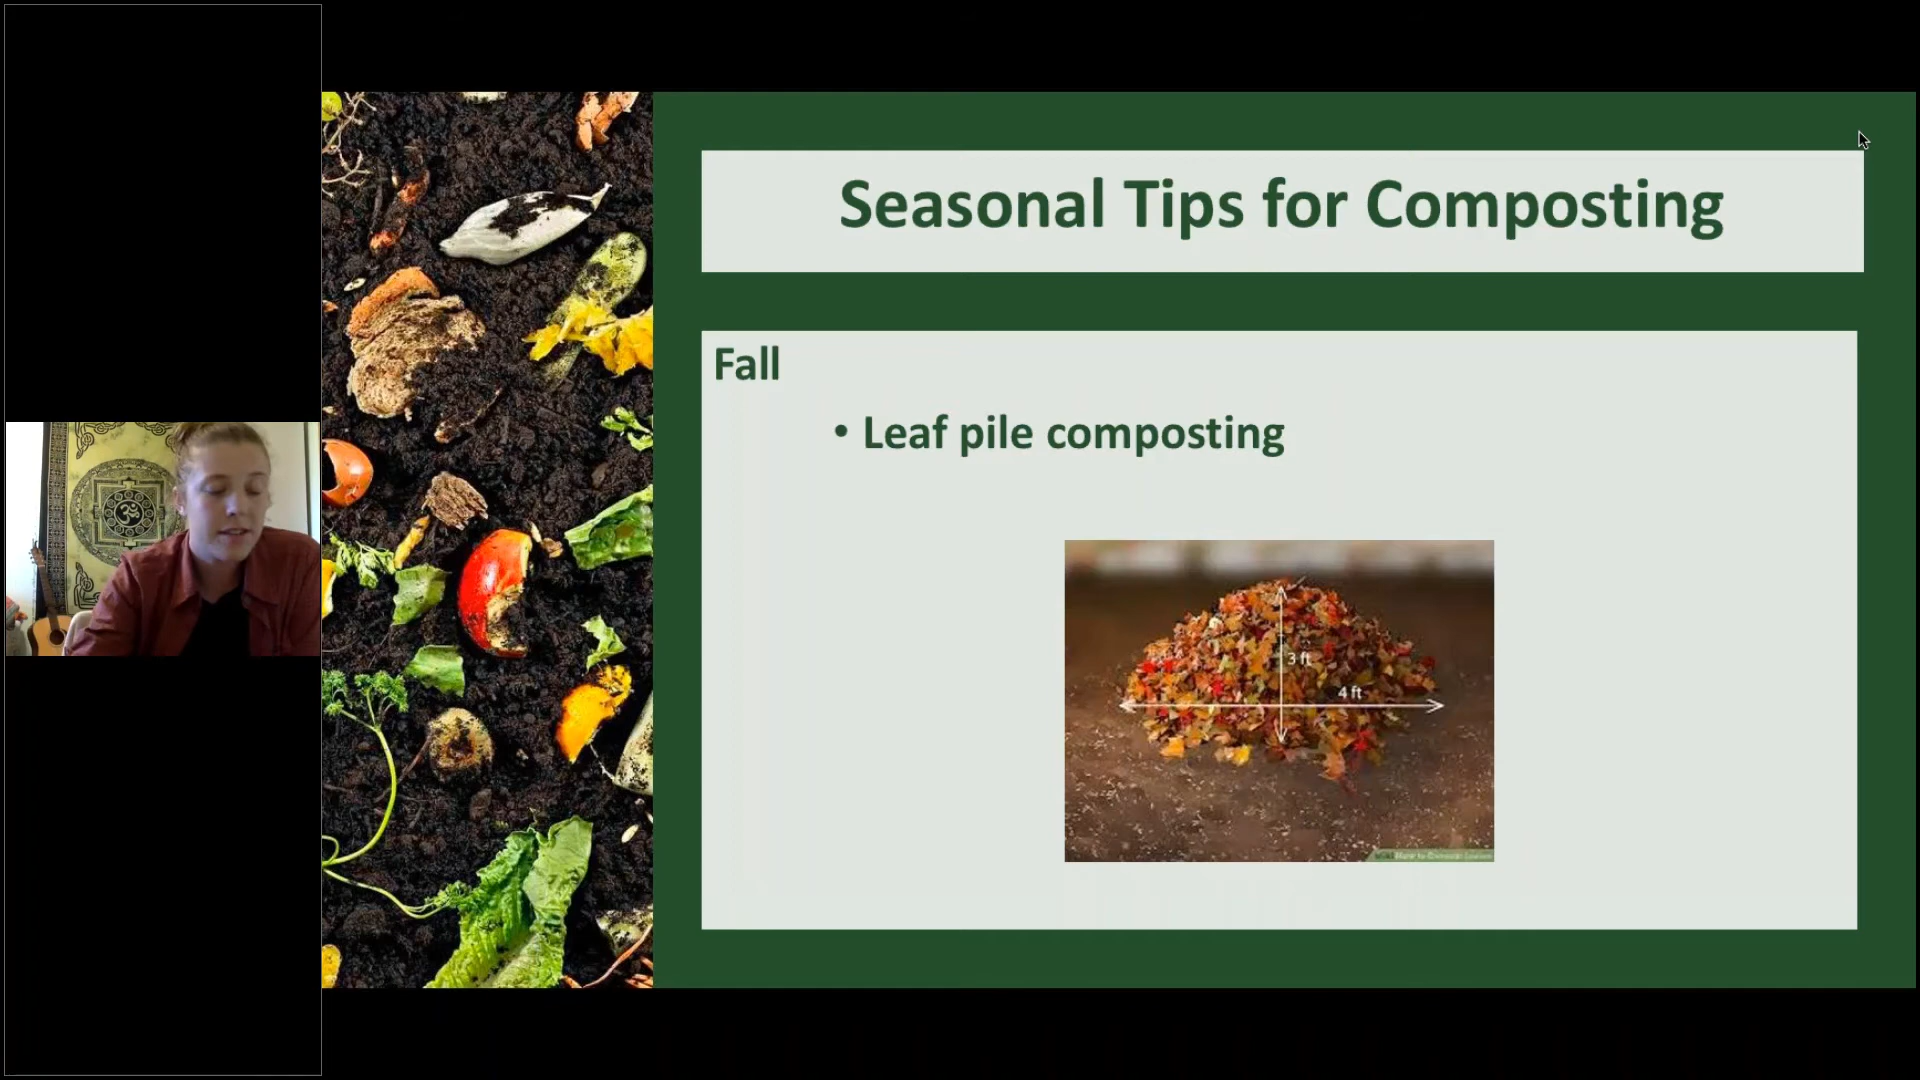 Seasonal Tips for Composting
Fall
• Leaf pile composting
3 ft
4 ft